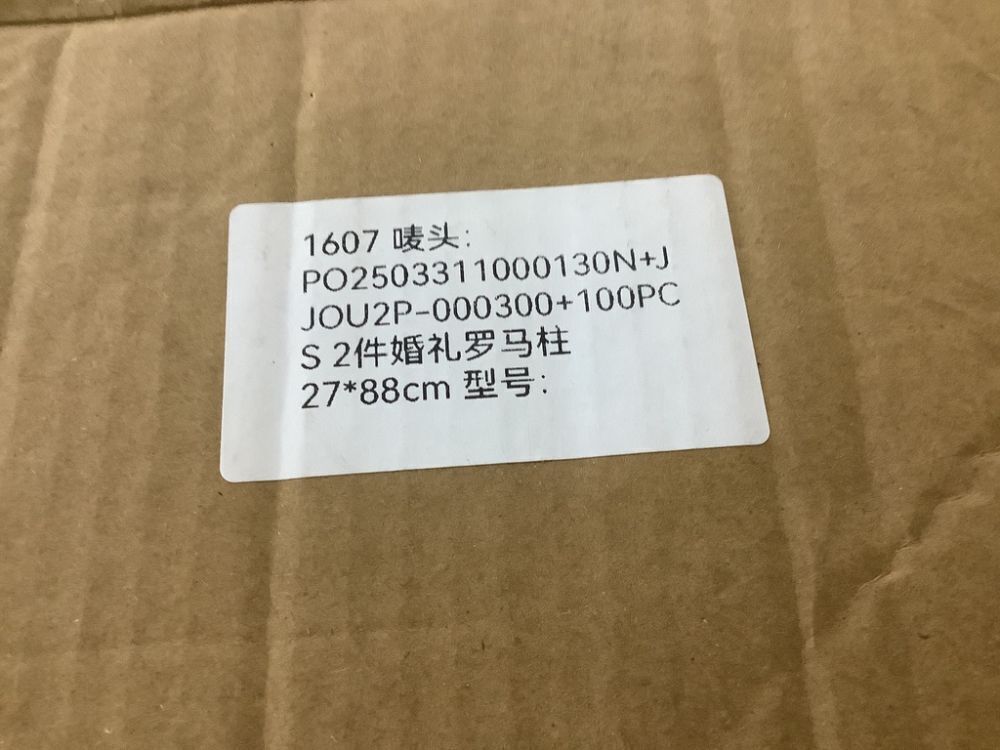 1607 唛头:
PO2503311000130N+J
JOU2P-000300+100PC
S 2件婚礼罗马柱
27*88cm 型号: